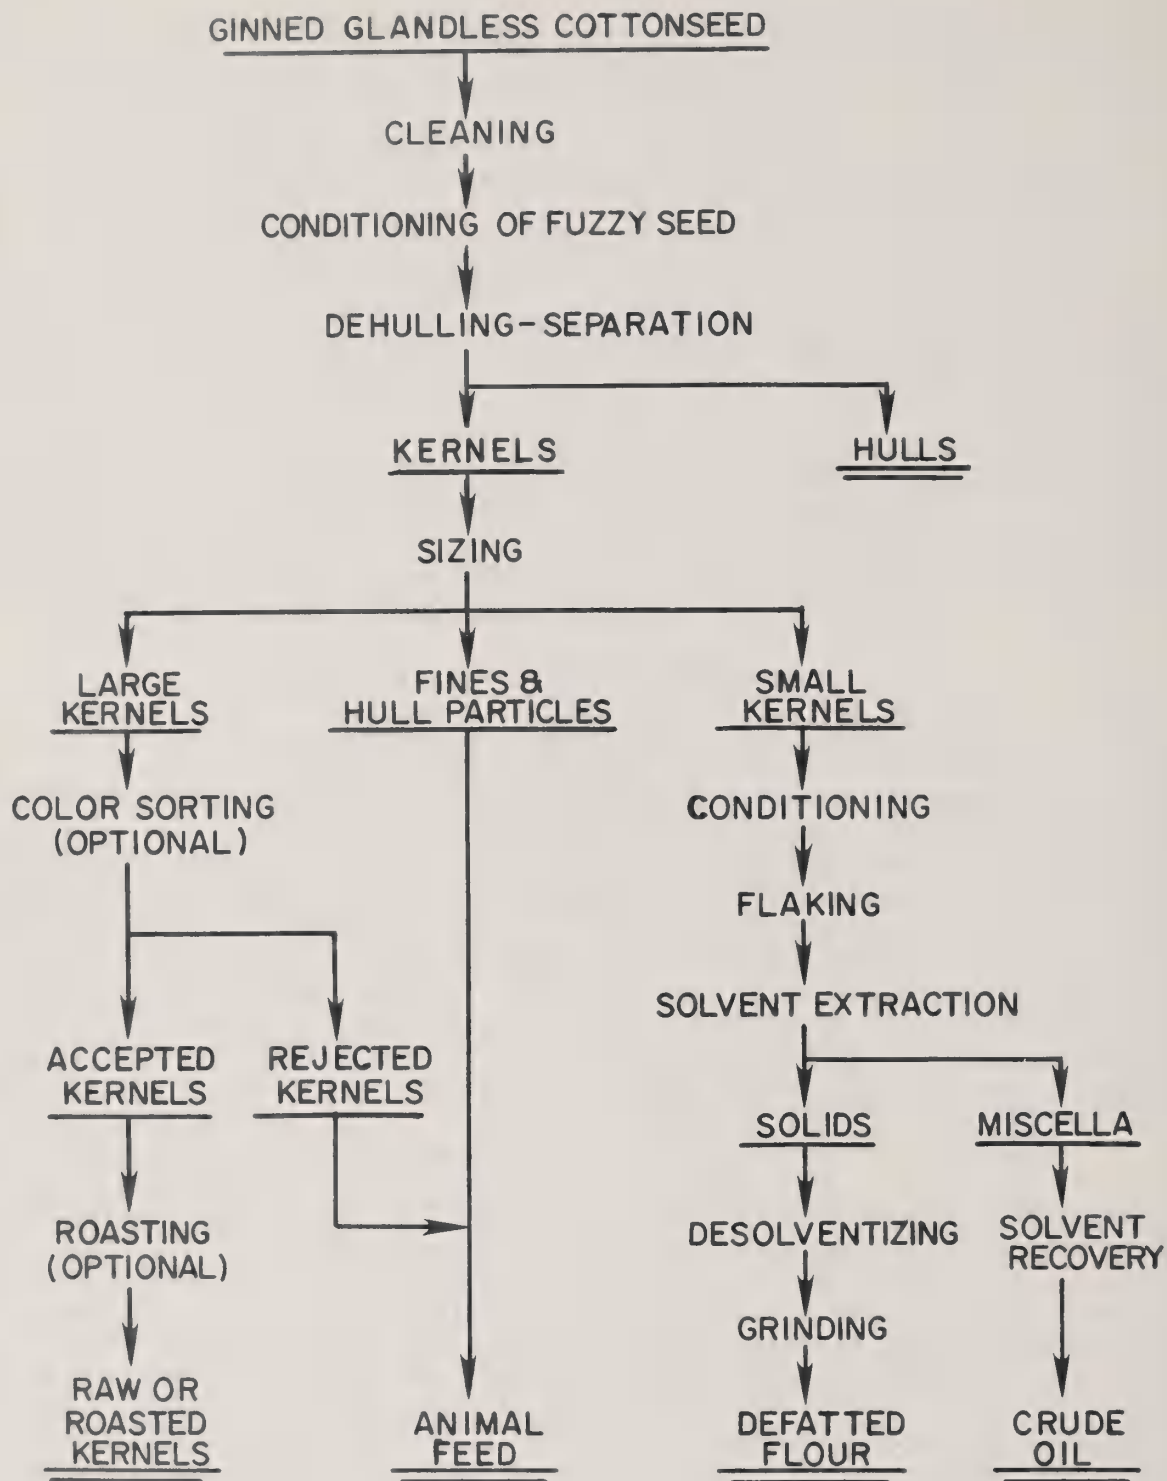 GINNED GLANDLESS COTTONSEED
CLEANING
CONDITIONING OF FUZZY SEED
DEHULLING-SEPARATION
KERNELS
HULLS
SIZING
LARGE
KERNELS
FINES &
HULL PARTICLES
SMALL
KERNELS
COLOR SORTING
(OPTIONAL)
CONDITIONING
FLAKING
SOLVENT EXTRACTION
ACCEPTED
KERNELS
REJECTED
KERNELS
SOLIDS
MISCELLA
ROASTING
(OPTIONAL)
DESOLVENTIZING
SOLVENT
RECOVERY
GRINDING
RAW OR
ROASTED
KERNELS
ANIMAL
FEED
DEFATTED
FLOUR
CRUDE
OIL